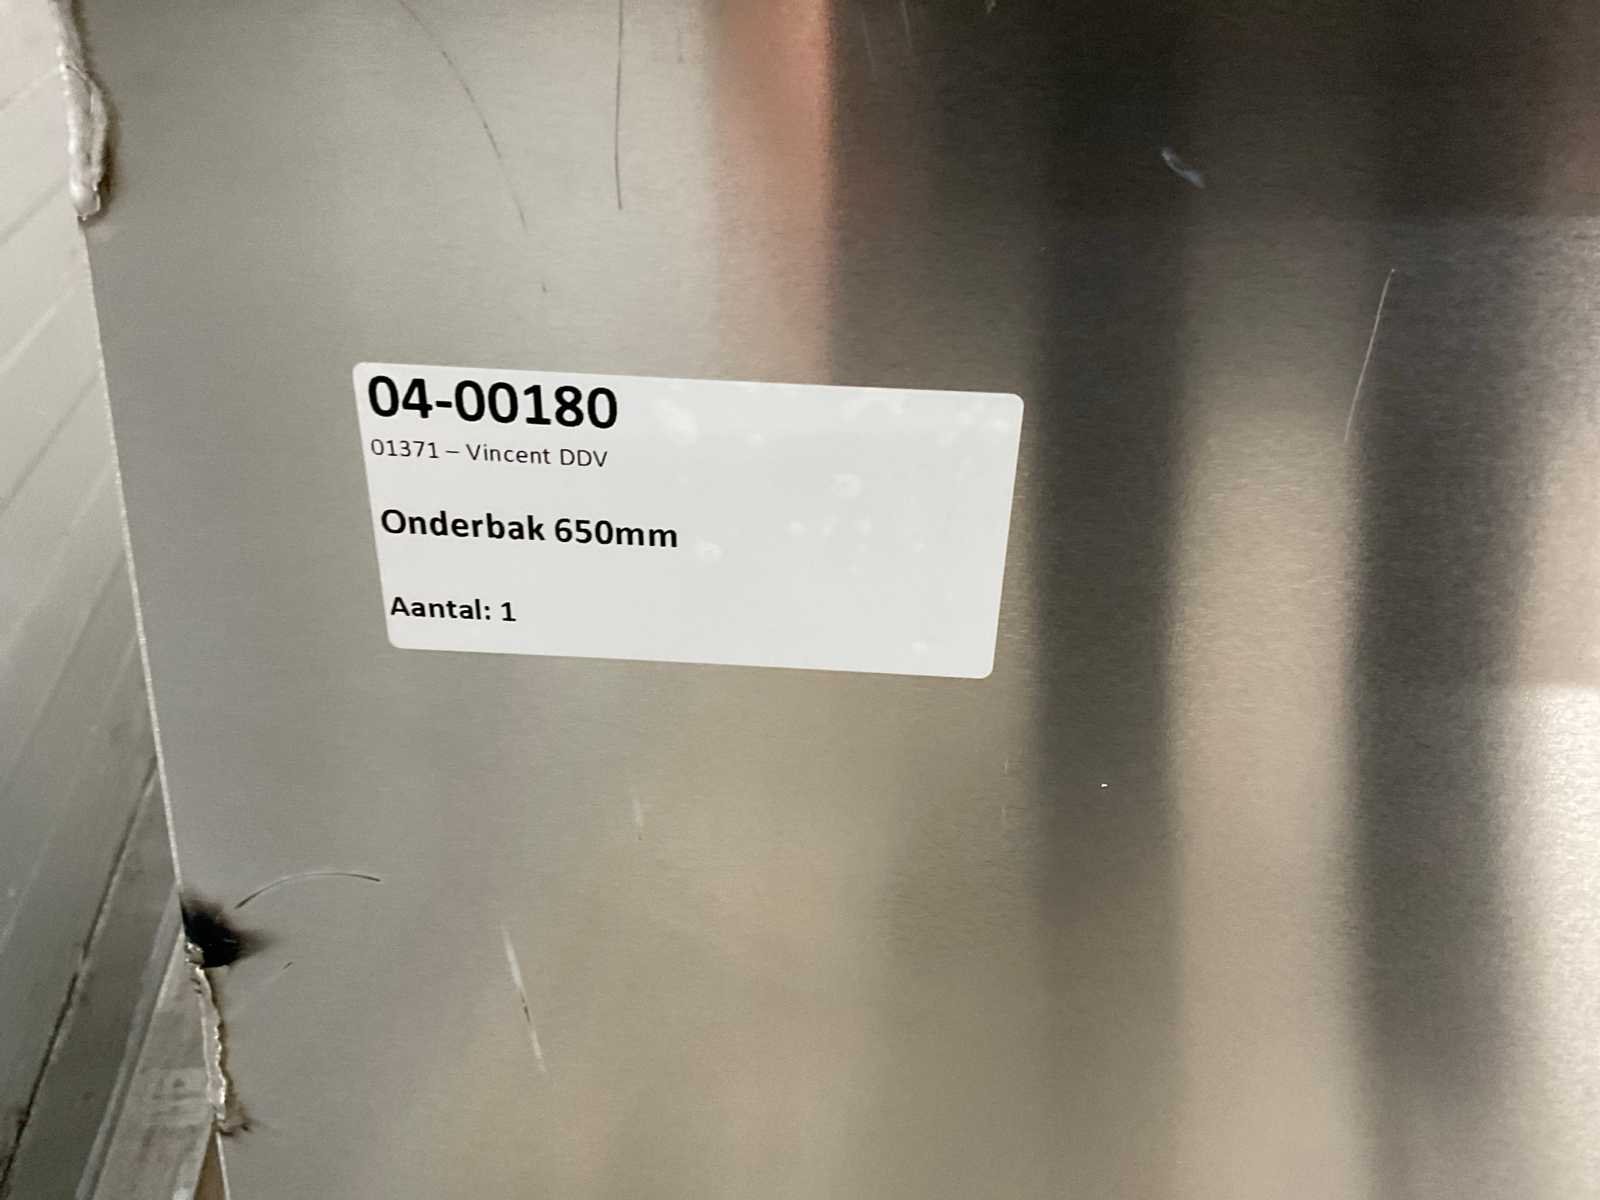 04-00180
01371 – Vincent DDV
Onderbak 650mm
Aantal: 1